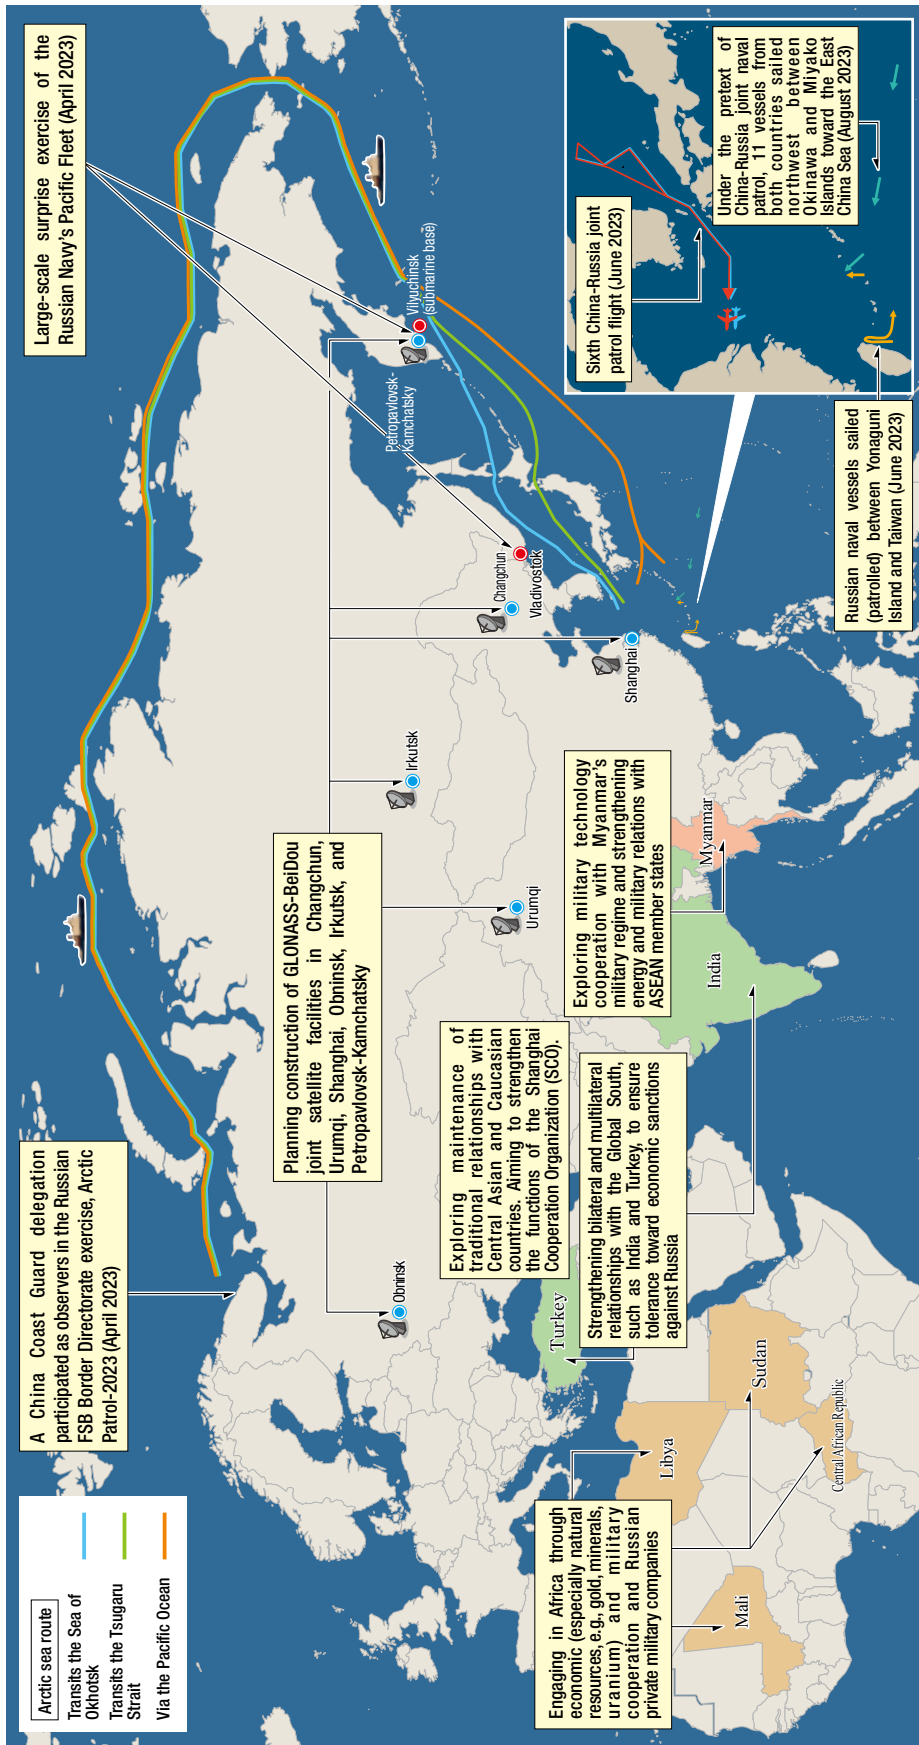 Arctic sea route
Transits the Sea of
Okhotsk
Transits the Tsugaru
Strait
Via the Pacific Ocean
A China Coast Guard delegation
participated as observers in the Russian
FSB Border Directorate exercise, Arctic
Patrol-2023 (April 2023)
Large-scale surprise exercise of the
Russian Navy's Pacific Fleet (April 2023)
Planning construction of GLONASS-BeiDou
joint satellite facilities in Changchun,
Urumqi, Shanghai, Obninsk, Irkutsk, and
Petropavlovsk-Kamchatsky
Obninsk
Urumqi
Irkutsk
Shanghai
Changchun
Vladivostok
Petropavlovsk-
Kamchatsky
Vilyuchinsk
(submarine base)
Exploring maintenance of
traditional relationships with
Central Asian and Caucasian
countries. Aiming to strengthen
the functions of the Shanghai
Cooperation Organization (SCO).
Strengthening bilateral and multilateral
relationships with the Global South,
such as India and Turkey, to ensure
tolerance toward economic sanctions
against Russia
Exploring military technology
cooperation with Myanmar's
military regime and strengthening
energy and military relations with
ASEAN member states
Engaging in Africa through
economic (especially natural
resources, e.g., gold, minerals,
uranium) and military
cooperation and Russian
private military companies
Turkey
India
Myanmar
Libya
Sudan
Central African Republic
Mali
Sixth China-Russia joint
patrol flight (June 2023)
Under the pretext of
China-Russia joint naval
patrol, 11 vessels from
both countries sailed
northwest between
Okinawa and Miyako
Islands toward the East
China Sea (August 2023)
Russian naval vessels sailed
(patrolled) between Yonaguni
Island and Taiwan (June 2023)